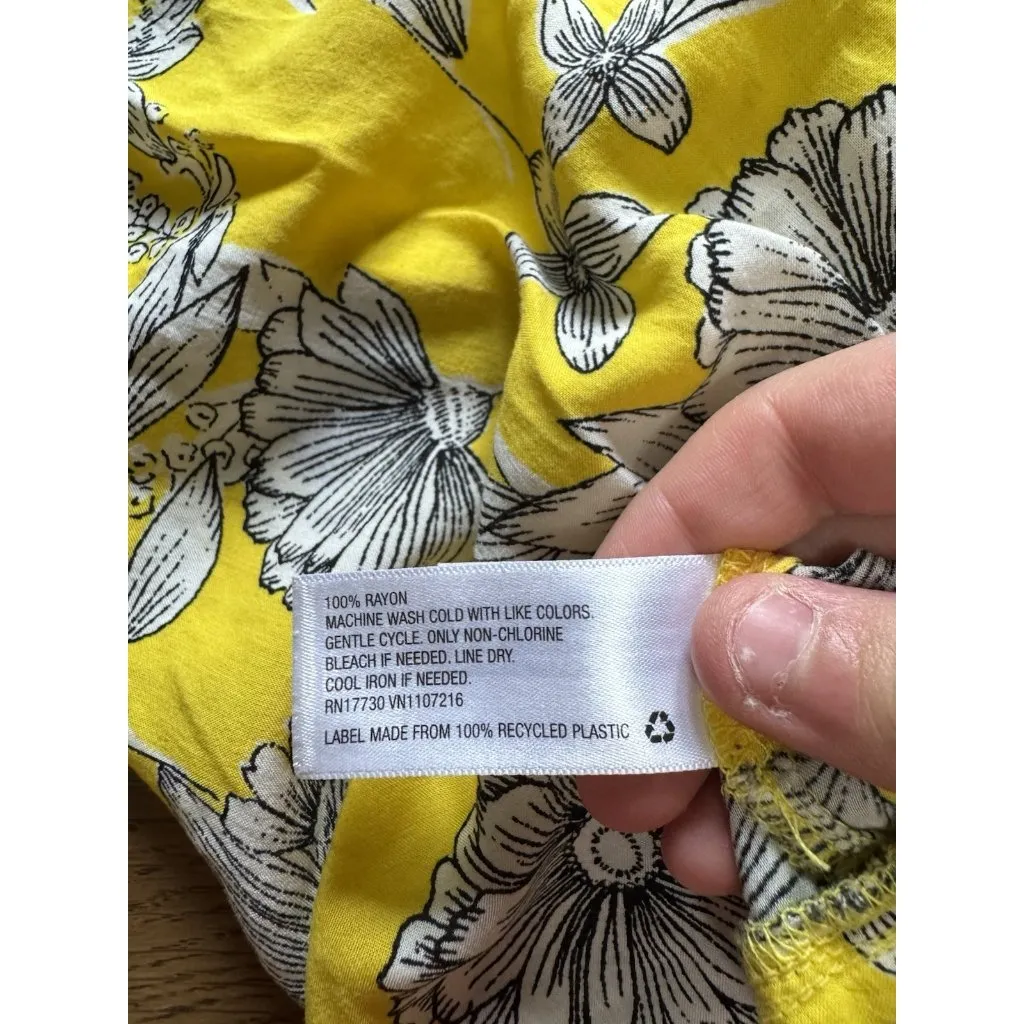 100% RAYON
MACHINE WASH COLD WITH LIKE COLORS.
GENTLE CYCLE. ONLY NON-CHLORINE
BLEACH IF NEEDED. LINE DRY.
COOL IRON IF NEEDED.
RN17730 VN1107216
LABEL MADE FROM 100% RECYCLED PLASTIC